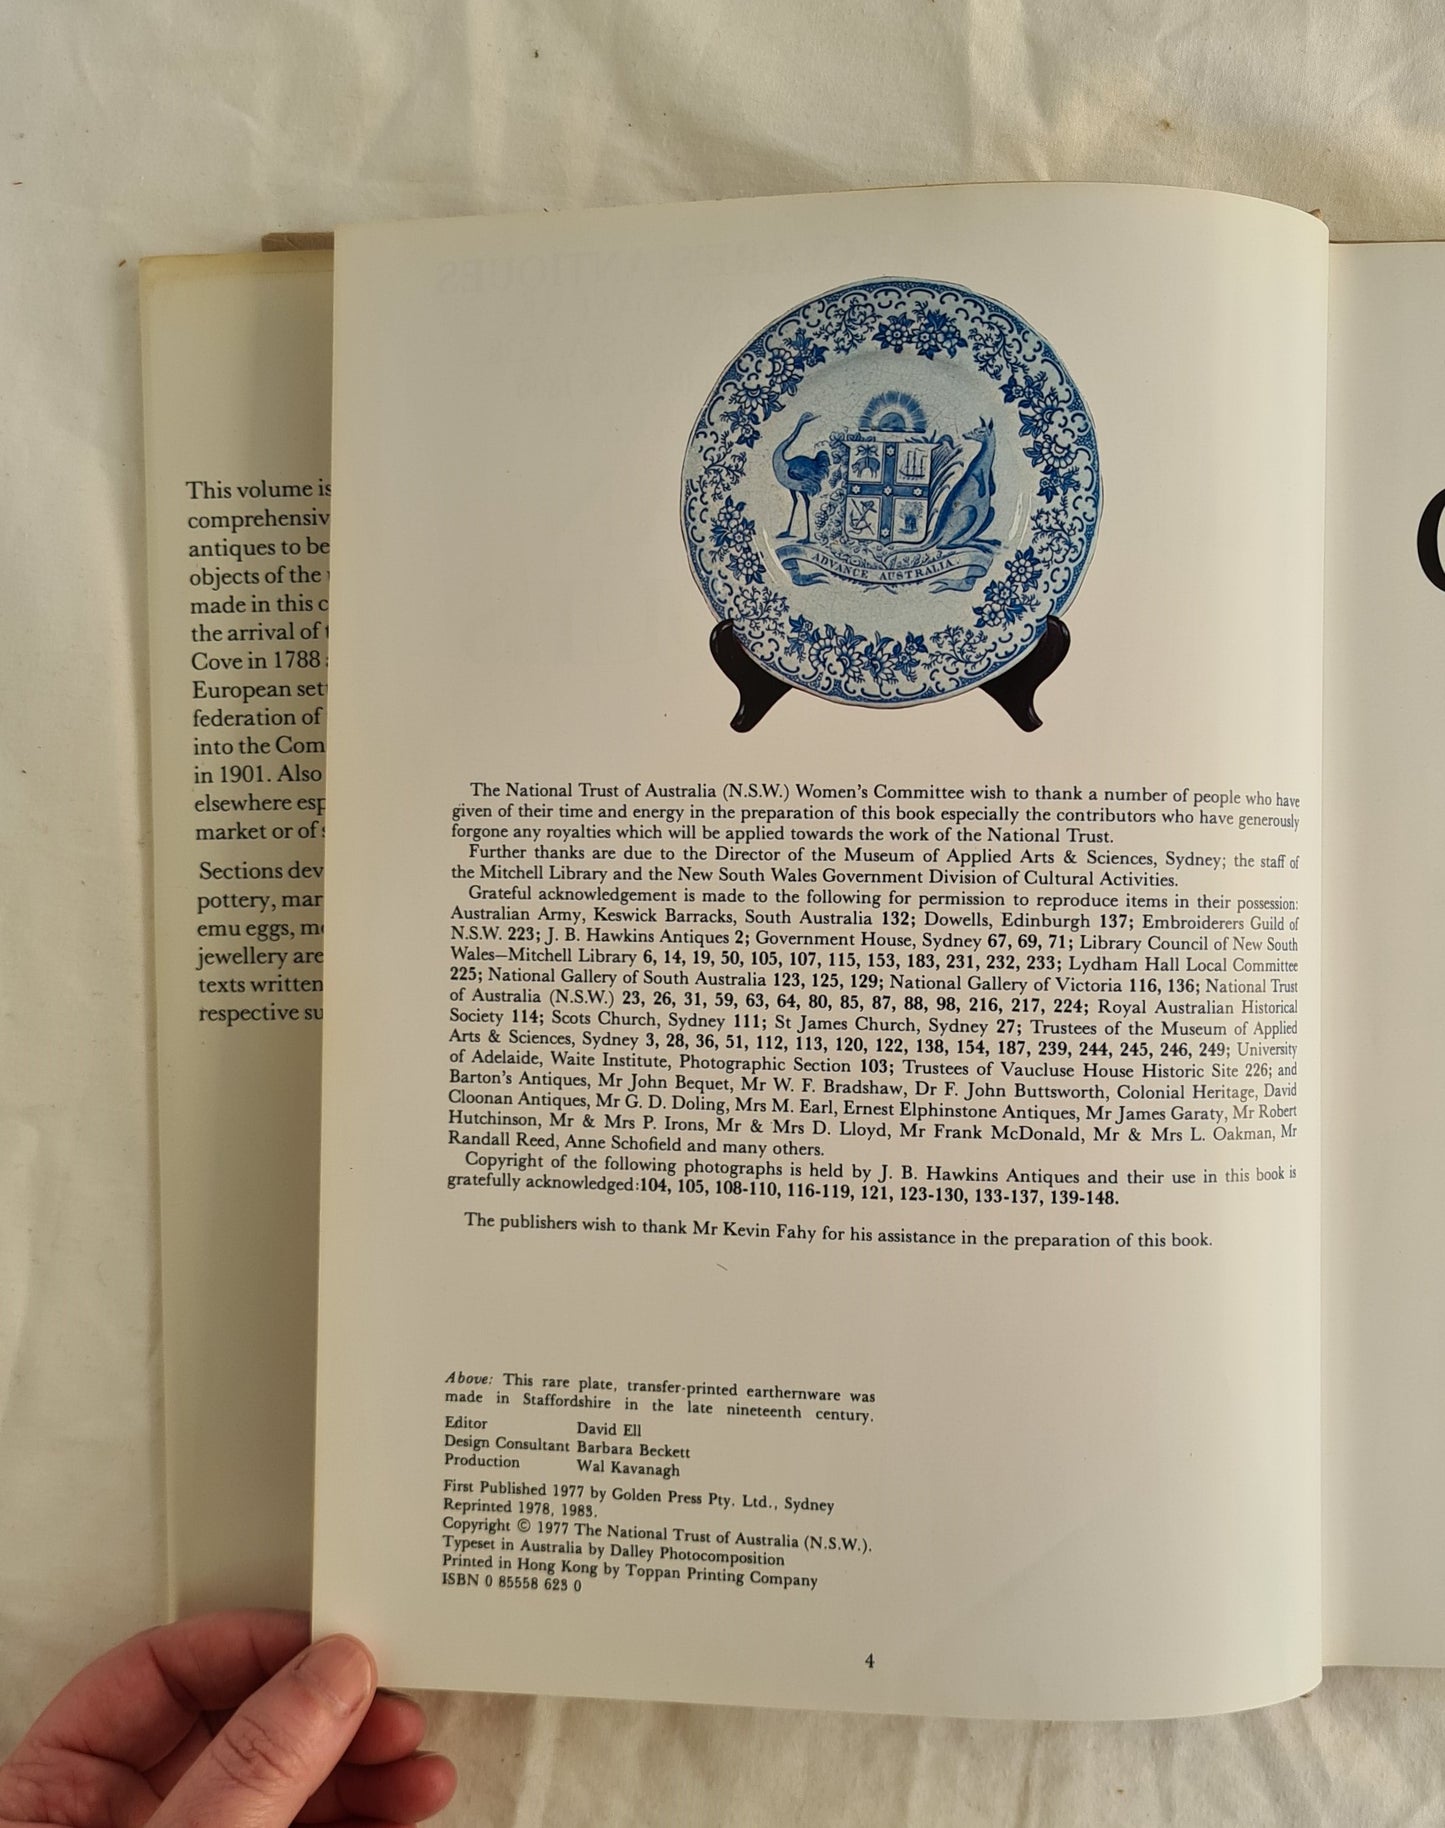 This volume is
comprehensiv
antiques to be
objects of the
made in this c
the arrival of
Cove in 1788
European set
federation of
into the Com
in 1901. Also
elsewhere esp
market or of
Sections dev
pottery, mar
emu eggs, m
jewellery are
texts written
respective su
ANTIQUES
ADVANCE AUSTRALIA.
The National Trust of Australia (N.S.W.) Women's Committee wish to thank a number of people who have
given of their time and energy in the preparation of this book especially the contributors who have generously
forgone any royalties which will be applied towards the work of the National Trust.
Further thanks are due to the Director of the Museum of Applied Arts & Sciences, Sydney; the staff of
the Mitchell Library and the New South Wales Government Division of Cultural Activities.
Grateful acknowledgement is made to the following for permission to reproduce items in their possession:
Australian Army, Keswick Barracks, South Australia 132; Dowells, Edinburgh 137; Embroiderers Guild of
N.S.W. 223; J. B. Hawkins Antiques 2; Government House, Sydney 67, 69, 71; Library Council of New South
Wales—Mitchell Library 6, 14, 19, 50, 105, 107, 115, 153, 183, 231, 232, 233; Lydham Hall Local Committee
225; National Gallery of South Australia 123, 125, 129; National Gallery of Victoria 116, 136; National Trust
of Australia (N.S.W.) 23, 26, 31, 59, 63, 64, 80, 85, 87, 88, 98, 216, 217, 224; Royal Australian Historical
Society 114; Scots Church, Sydney 111; St James Church, Sydney 27; Trustees of the Museum of Applied
Arts & Sciences, Sydney 3, 28, 36, 51, 112, 113, 120, 122, 138, 154, 187, 239, 244, 245, 246, 249; University
of Adelaide, Waite Institute, Photographic Section 103; Trustees of Vaucluse House Historic Site 226; and
Barton's Antiques, Mr John Bequet, Mr W. F. Bradshaw, Dr F. John Buttsworth, Colonial Heritage, David
Cloonan Antiques, Mr G. D. Doling, Mrs M. Earl, Ernest Elphinstone Antiques, Mr James Garaty, Mr Robert
Hutchinson, Mr & Mrs P. Irons, Mr & Mrs D. Lloyd, Mr Frank McDonald, Mr & Mrs L. Oakman, Mr
Randall Reed, Anne Schofield and many others.
Copyright of the following photographs is held by J. B. Hawkins Antiques and their use in this book is
gratefully acknowledged:104, 105, 108-110, 116-119, 121, 123-130, 133-137, 139-148.
The publishers wish to thank Mr Kevin Fahy for his assistance in the preparation of this book.
Above: This rare plate, transfer-printed earthernware was
made in Staffordshire in the late nineteenth century.
Editor David Ell
Design Consultant Barbara Beckett
Production Wal Kavanagh
First Published 1977 by Golden Press Pty. Ltd., Sydney
Reprinted 1978, 1983.
Copyright © 1977 The National Trust of Australia (N.S.W.).
Typeset in Australia by Dalley Photocomposition
Printed in Hong Kong by Toppan Printing Company
ISBN 0 85558 623 0
4